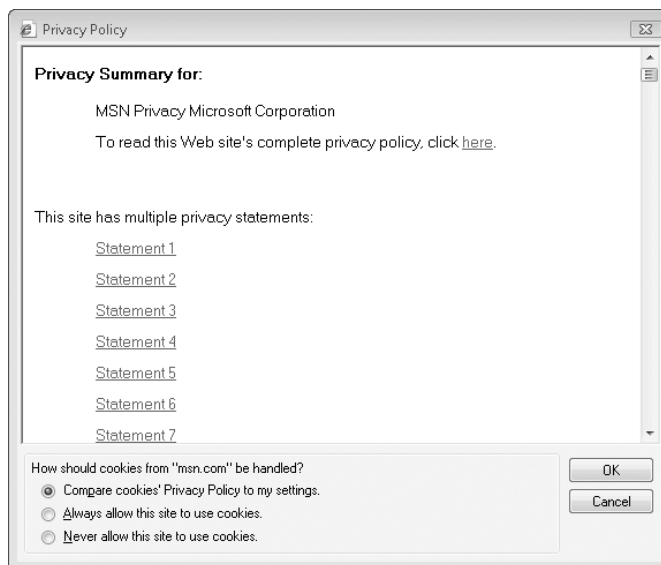 Privacy Policy
Privacy Summary for:
MSN Privacy Microsoft Corporation
To read this Web site's complete privacy policy, click here.
This site has multiple privacy statements:
Statement 1
Statement 2
Statement 3
Statement 4
Statement 5
Statement 6
Statement 7
How should cookies from "msn.com" be handled?
Compare cookies' Privacy Policy to my settings.
Always allow this site to use cookies.
Never allow this site to use cookies.
OK
Cancel